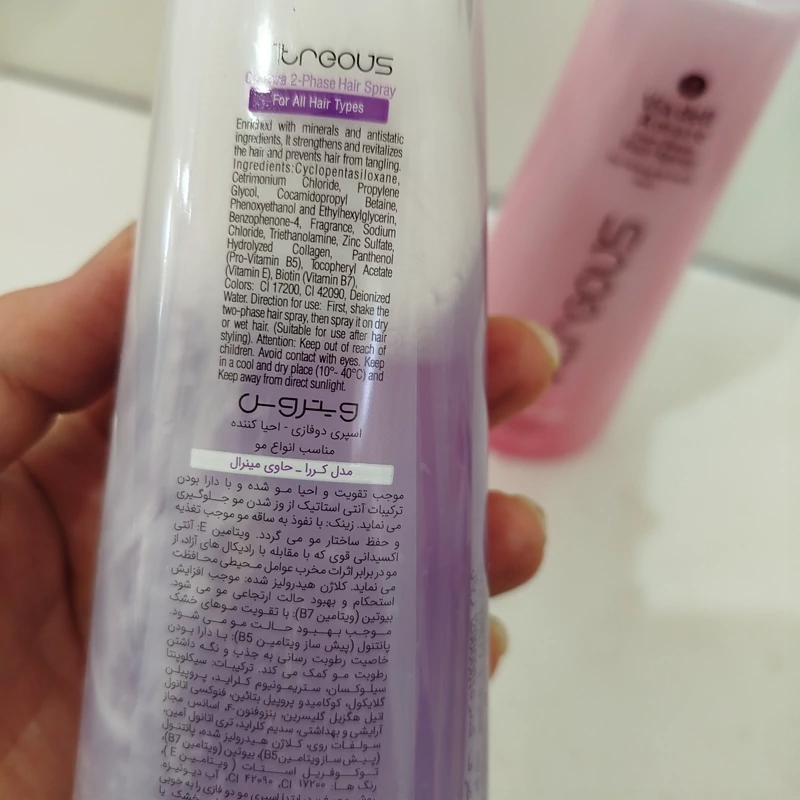 itreous
2-Phase Hair Spray
For All Hair Types
Enriched with minerals and antistatic
ingredients, It strengthens and revitalizes
the hair and prevents hair from tangling.
Ingredients:Cyclopentasiloxane,
Cetrimonium Chloride, Propylene
Glycol, Cocamidopropyl Betaine,
Phenoxyethanol and Ethylhexylglycerin,
Benzophenone-4, Fragrance, Sodium
Chloride, Triethanolamine, Zinc Sulfate,
Hydrolyzed Collagen, Panthenol
(Pro-Vitamin B5), Tocopheryl Acetate
(Vitamin E), Biotin (Vitamin B7),
Colors: CI 17200, CI 42090, Deionized
Water. Direction for use: First, shake the
two-phase hair spray, then spray it on dry
or wet hair. (Suitable for use after hair
styling). Attention: Keep out of reach of
children. Avoid contact with eyes. Keep
in a cool and dry place (10°- 40°C) and
Keep away from direct sunlight.
ویتروس
اسپری دوفازی - احیا کننده
مناسب انواع مو
مدل کررا - حاوی مینرال
موجب تقویت و احیا مو شده و با دارا بودن
ترکیبات آنتی استاتیک از وز شدن مو جلوگیری
می نماید. زینک: با نفوذ به ساقه مو موجب تغذیه
و حفظ ساختار مو می گردد. ویتامین E: آنتی
اکسیدانی قوی که با مقابله با رادیکال های آزاد، از
مو در برابر اثرات مخرب عوامل محیطی محافظت
می نماید. کلاژن هیدرولیز شده: موجب افزایش
استحکام و بهبود حالت ارتجاعی مو می شود.
بیوتین (ویتامین B7): با تقویت موهای خشک
موجب بهبود حالت مو می شود.
پانتنول (پیش ساز ویتامین B5): با دارا بودن
خاصیت رطوبت رسانی به جذب و نگه داشتن
رطوبت مو کمک می کند. ترکیبات: سیکلوپنتا
سیلوکسان، ستریمونیوم کلراید، پروپیلن
گلایکول، کوکامیدو پروپیل بتائین، فنوکسی اتانول
اتیل هگزیل گلیسرین، بنزوفنون ۴، اسانس مجاز
آرایشی و بهداشتی، سدیم کلراید، تری اتانول آمین،
سولفات روی، کلاژن هیدرولیز شده، پانتنول
(پیش ساز ویتامین B5)، بیوتین (ویتامین B7)،
توکوفریل استات (ویتامین E)،
رنگ ها: CI ۱۷۲۰۰، CI ۴۲۰۹۰، آب دیونیزه.
ابتدا اسپری مو دو فازی را به خوبی